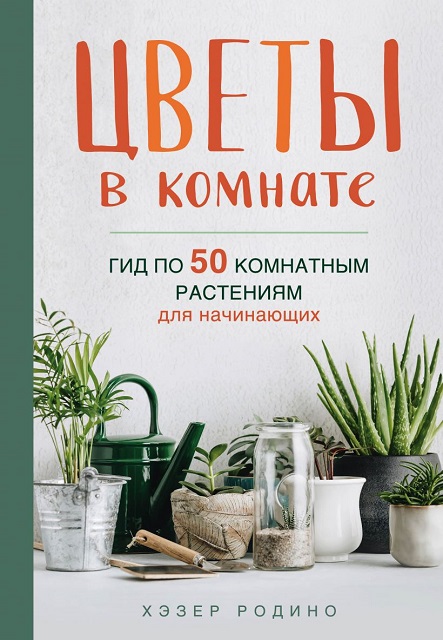 ЦВЕТЫ
В КОМНАТЕ
ГИД ПО 50 КОМНАТНЫМ
РАСТЕНИЯМ
для начинающих
ХЭЗЕР РОДИНО